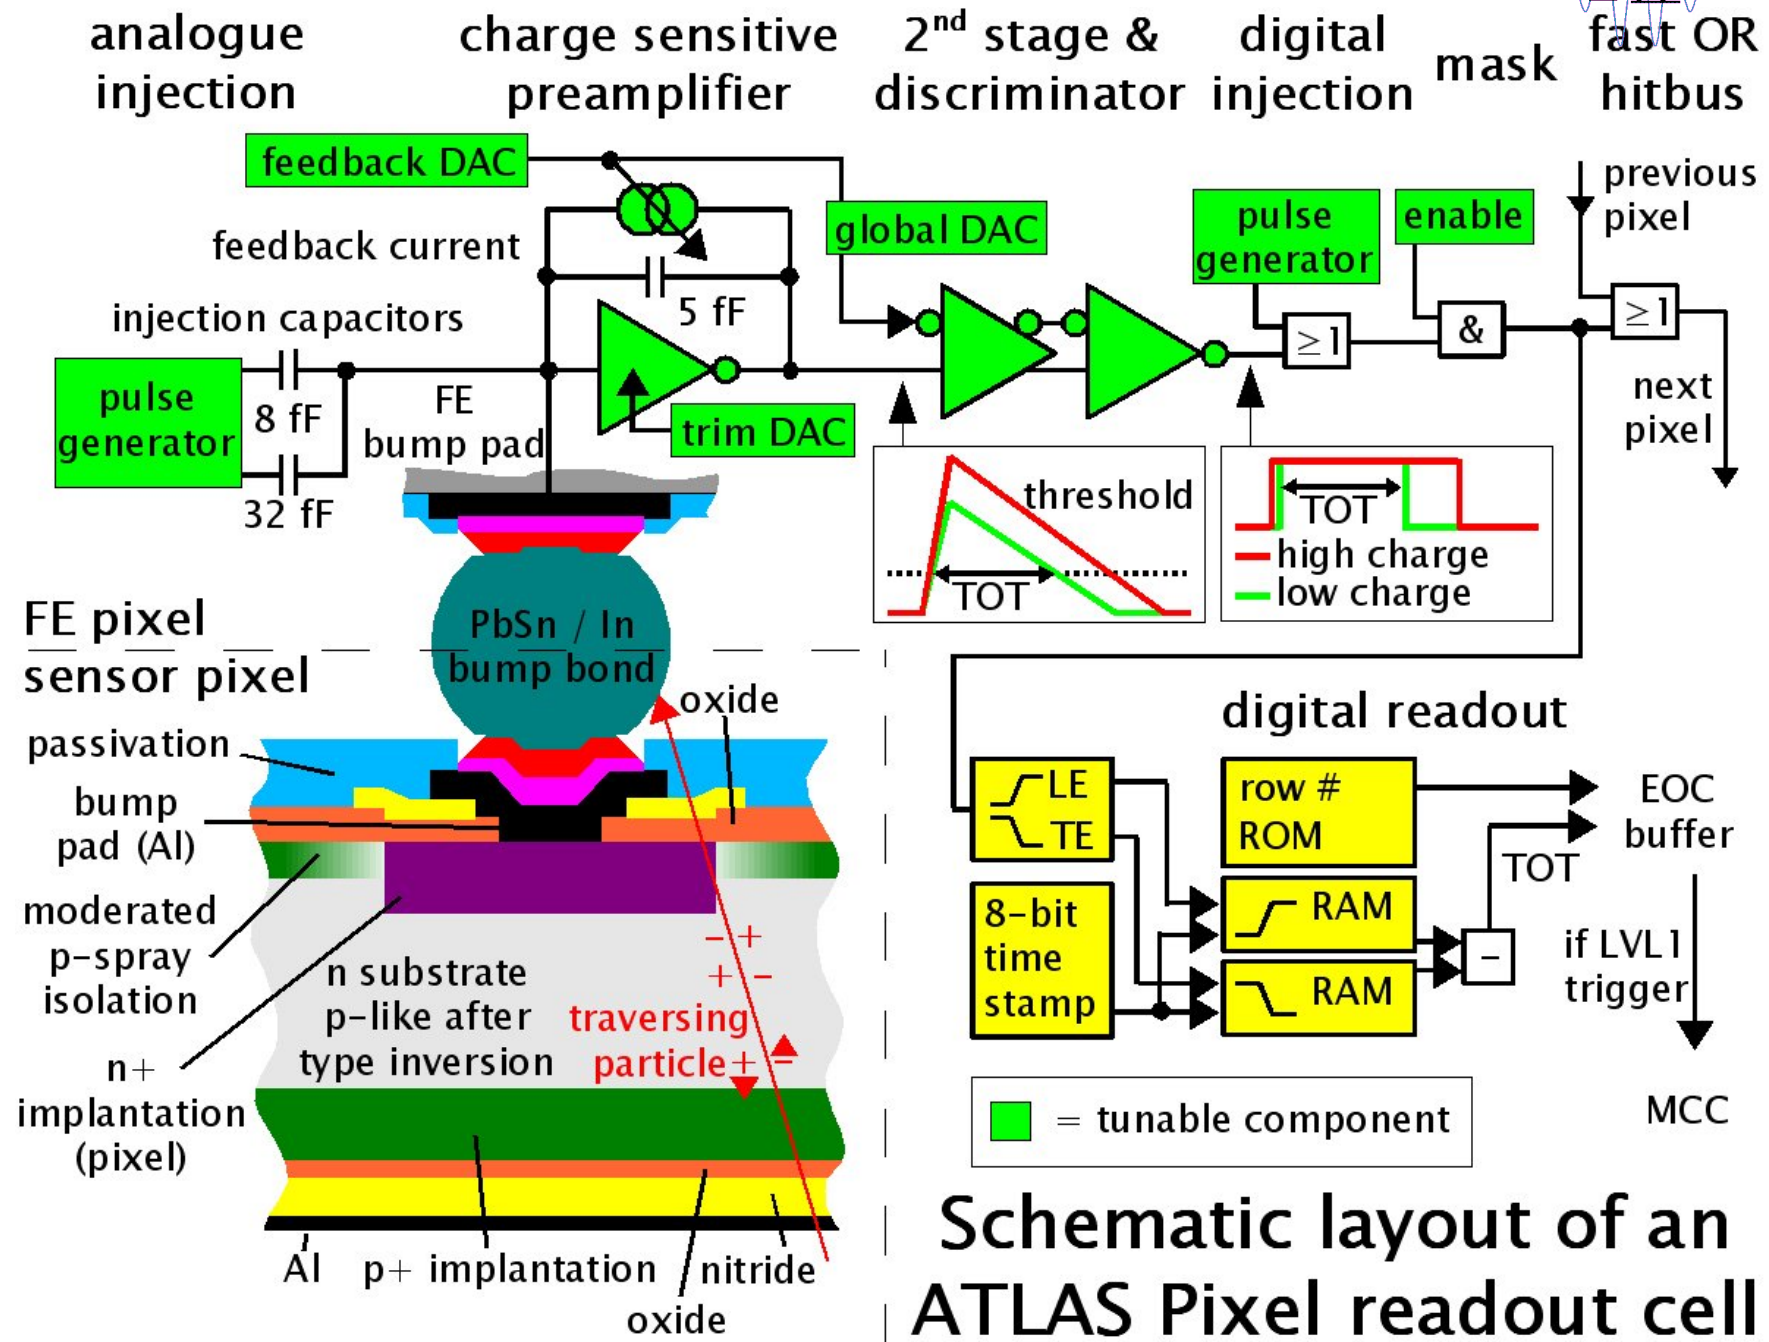 analogue
injection
charge sensitive
preamplifier
2nd stage &
discriminator
digital
injection
mask
fast OR
hitbus
feedback DAC
feedback current
global DAC
pulse
generator
enable
previous
pixel
injection capacitors
5 fF
≥1
&
≥1
pulse
generator
8 fF
32 fF
FE
bump pad
trim DAC
next
pixel
threshold
TOT
TOT
high charge
low charge
FE pixel
sensor pixel
PbSn / In
bump bond
oxide
passivation
bump
pad (Al)
moderated
p-spray
isolation
n+
implantation
(pixel)
n substrate
p-like after
type inversion
traversing
particle
- +
+ -
+ -
Al
p+ implantation
oxide
nitride
digital readout
LE
TE
row #
ROM
EOC
buffer
TOT
8-bit
time
stamp
RAM
RAM
-
if LVL1
trigger
MCC
= tunable component
Schematic layout of an
ATLAS Pixel readout cell